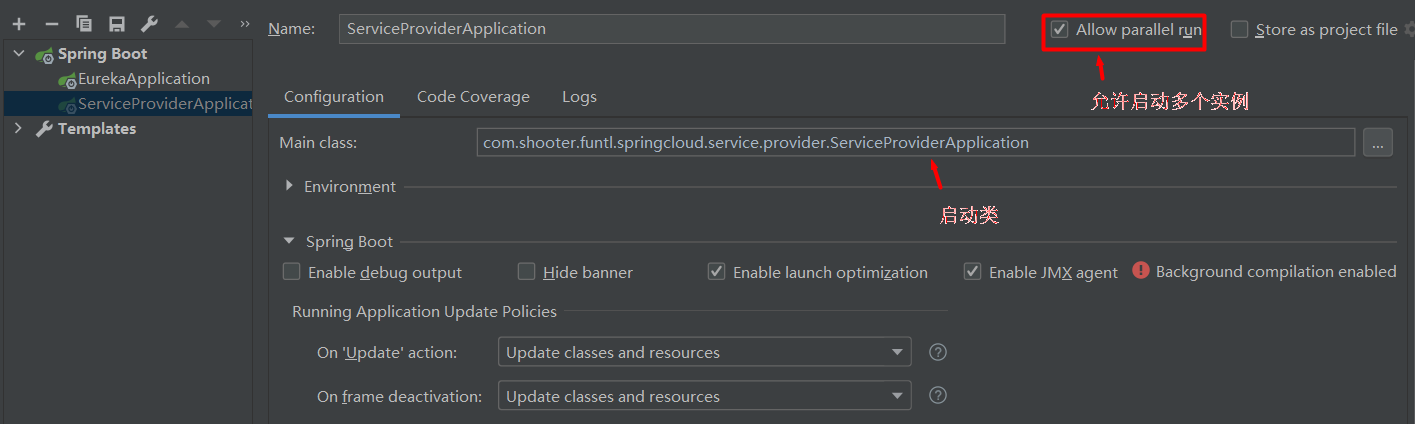 Name: ServiceProviderApplication Allow parallel run Store as project file
允许启动多个实例
Spring Boot
EurekaApplication
ServiceProviderApplicat
Templates
Configuration Code Coverage Logs
Main class: com.shooter.funtl.springcloud.service.provider.ServiceProviderApplication ...
启动类
Environment
Spring Boot
Enable debug output Hide banner Enable launch optimization Enable JMX agent Background compilation enabled
Running Application Update Policies
On 'Update' action: Update classes and resources ?
On frame deactivation: Update classes and resources ?